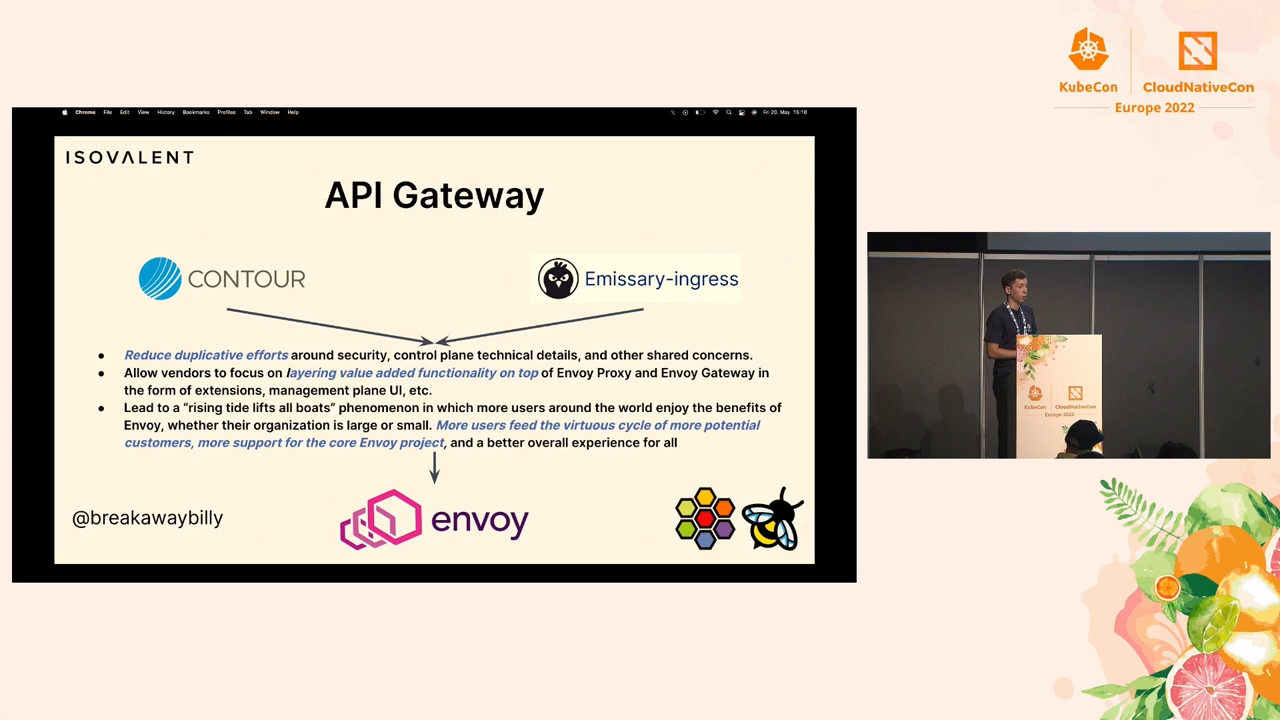 KubeCon
CloudNativeCon
Europe 2022
Chrome File Edit View History Bookmarks Profiles Tab Window Help
Fri 20. May 15:16
ISOVALENT
API Gateway
CONTOUR
Emissary-ingress
Reduce duplicative efforts around security, control plane technical details, and other shared concerns.
Allow vendors to focus on layering value added functionality on top of Envoy Proxy and Envoy Gateway in
the form of extensions, management plane UI, etc.
Lead to a “rising tide lifts all boats” phenomenon in which more users around the world enjoy the benefits of
Envoy, whether their organization is large or small. More users feed the virtuous cycle of more potential
customers, more support for the core Envoy project, and a better overall experience for all
@breakawaybilly
envoy
KubeCon
CloudNativeCon
Europe 2022